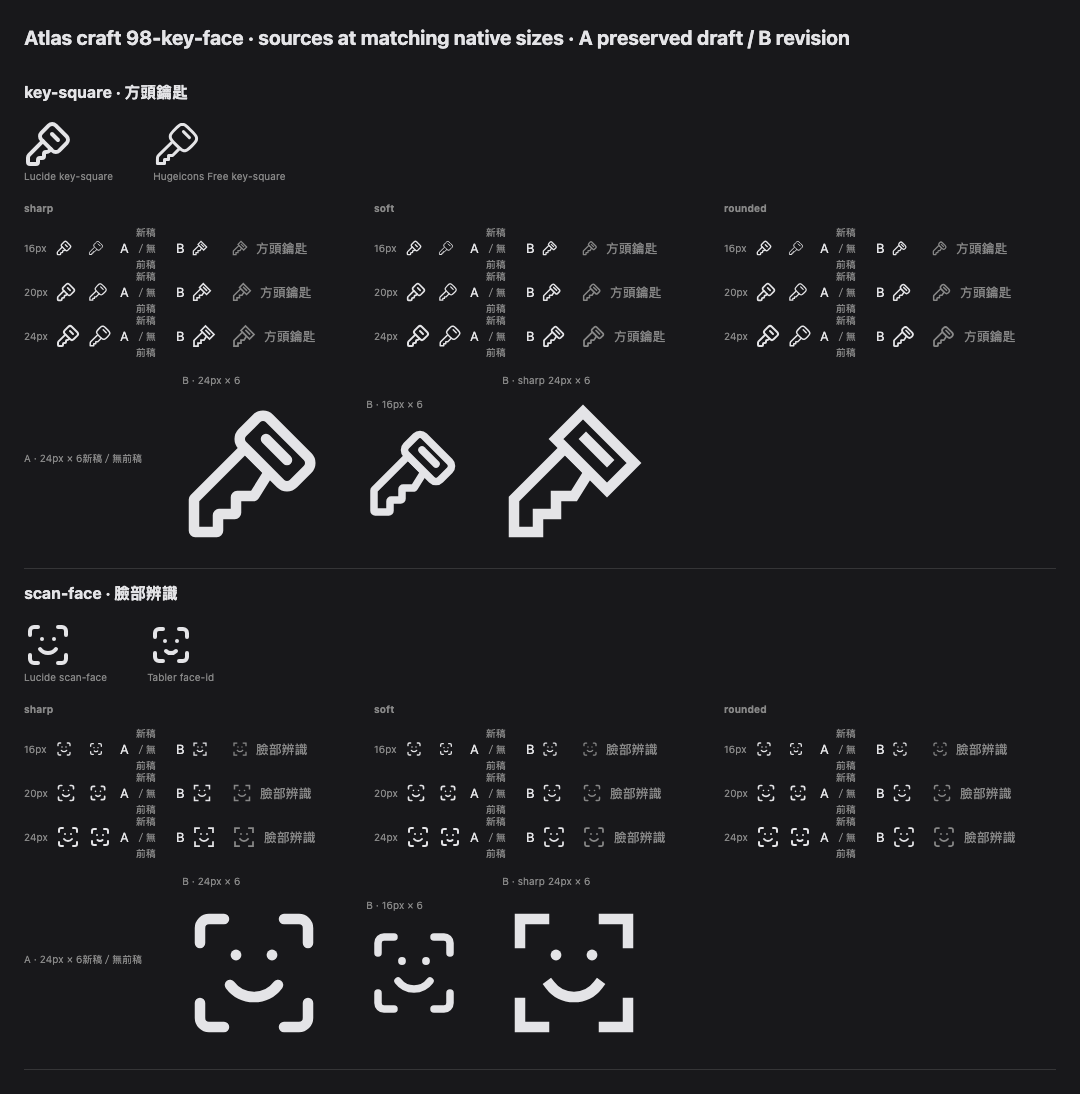 Atlas craft 98-key-face · sources at matching native sizes · A preserved draft / B revision
key-square · 方頭鑰匙
Lucide key-square
Hugeicons Free key-square
sharp
soft
rounded
16px A 新稿 / 無前稿 B 方頭鑰匙
16px A 新稿 / 無前稿 B 方頭鑰匙
16px A 新稿 / 無前稿 B 方頭鑰匙
20px A 新稿 / 無前稿 B 方頭鑰匙
20px A 新稿 / 無前稿 B 方頭鑰匙
20px A 新稿 / 無前稿 B 方頭鑰匙
24px A 新稿 / 無前稿 B 方頭鑰匙
24px A 新稿 / 無前稿 B 方頭鑰匙
24px A 新稿 / 無前稿 B 方頭鑰匙
B · 24px × 6
B · sharp 24px × 6
B · 16px × 6
A · 24px × 6新稿 / 無前稿
scan-face · 臉部辨識
Lucide scan-face
Tabler face-id
sharp
soft
rounded
16px A 新稿 / 無前稿 B 臉部辨識
16px A 新稿 / 無前稿 B 臉部辨識
16px A 新稿 / 無前稿 B 臉部辨識
20px A 新稿 / 無前稿 B 臉部辨識
20px A 新稿 / 無前稿 B 臉部辨識
20px A 新稿 / 無前稿 B 臉部辨識
24px A 新稿 / 無前稿 B 臉部辨識
24px A 新稿 / 無前稿 B 臉部辨識
24px A 新稿 / 無前稿 B 臉部辨識
B · 24px × 6
B · sharp 24px × 6
B · 16px × 6
A · 24px × 6新稿 / 無前稿